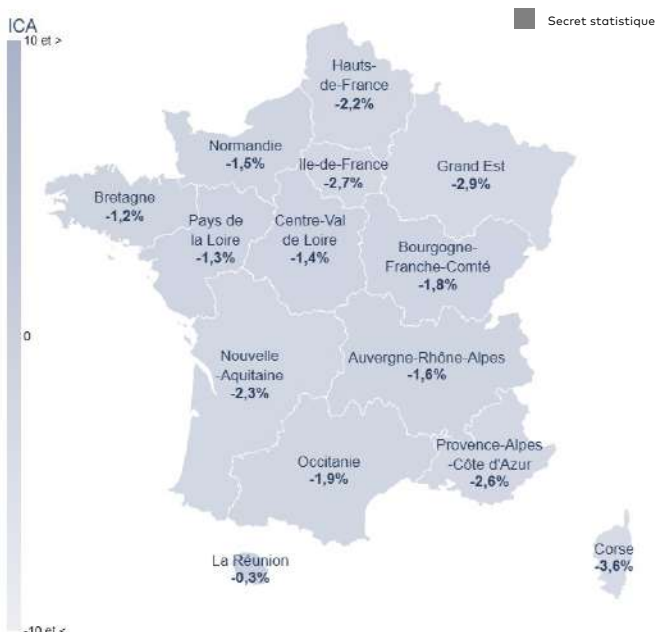 ICA
10 et >
Secret statistique
Hauts-
de-France
-2,2%
Normandie
-1,5%
Ile-de-France
-2,7%
Grand Est
-2,9%
Bretagne
-1,2%
Pays de
la Loire
-1,3%
Centre-Val
de Loire
-1,4%
Bourgogne-
Franche-Comté
-1,8%
0
Nouvelle
-Aquitaine
-2,3%
Auvergne-Rhône-Alpes
-1,6%
Occitanie
-1,9%
Provence-Alpes
-Côte d'Azur
-2,6%
La Réunion
-0,3%
Corse
-3,6%
-10 et <